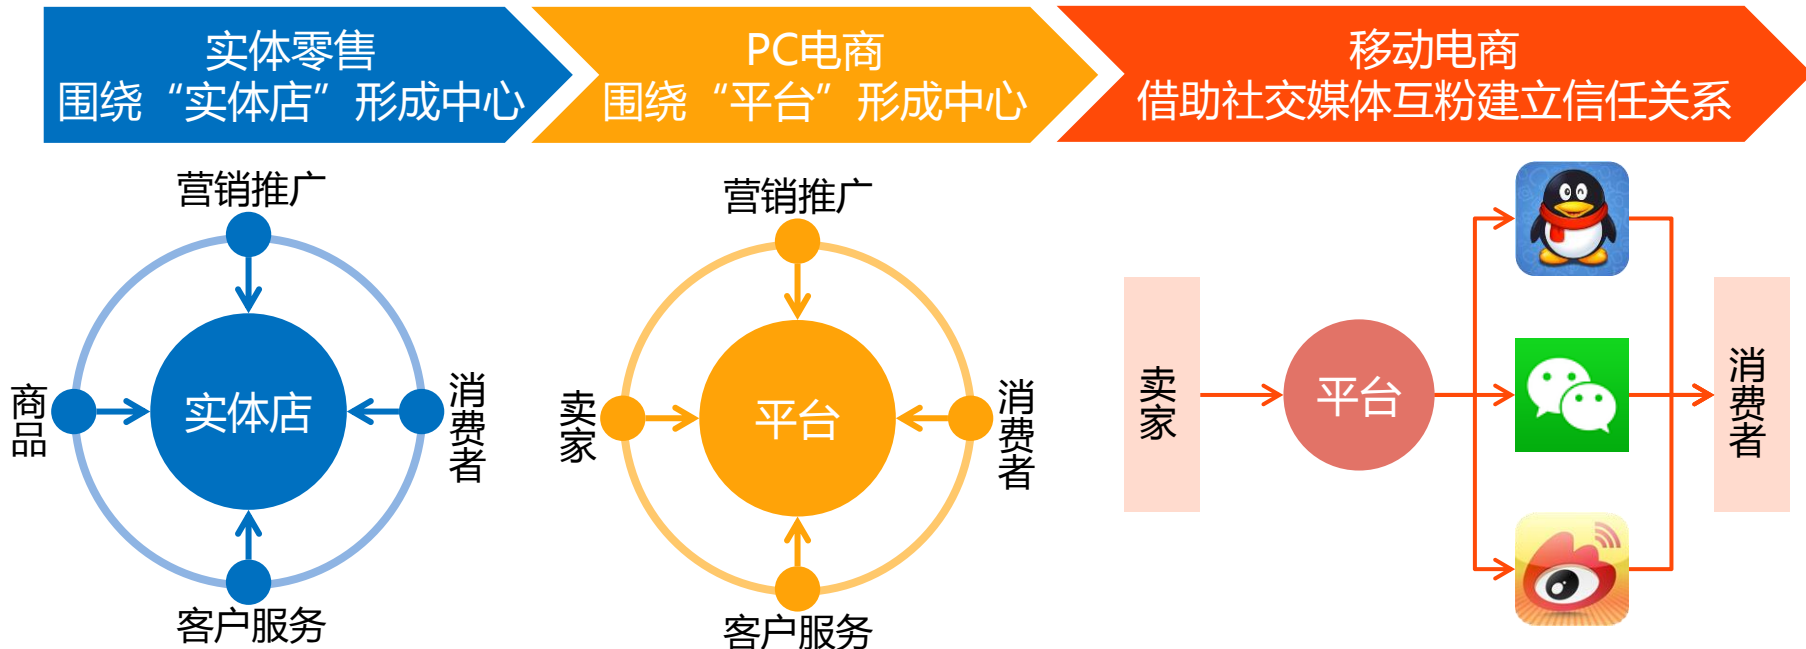 实体零售
围绕“实体店”形成中心
PC电商
围绕“平台”形成中心
移动电商
借助社交媒体互粉建立信任关系
营销推广
商品
实体店
消费者
客户服务
营销推广
卖家
平台
消费者
客户服务
卖家
平台
消费者